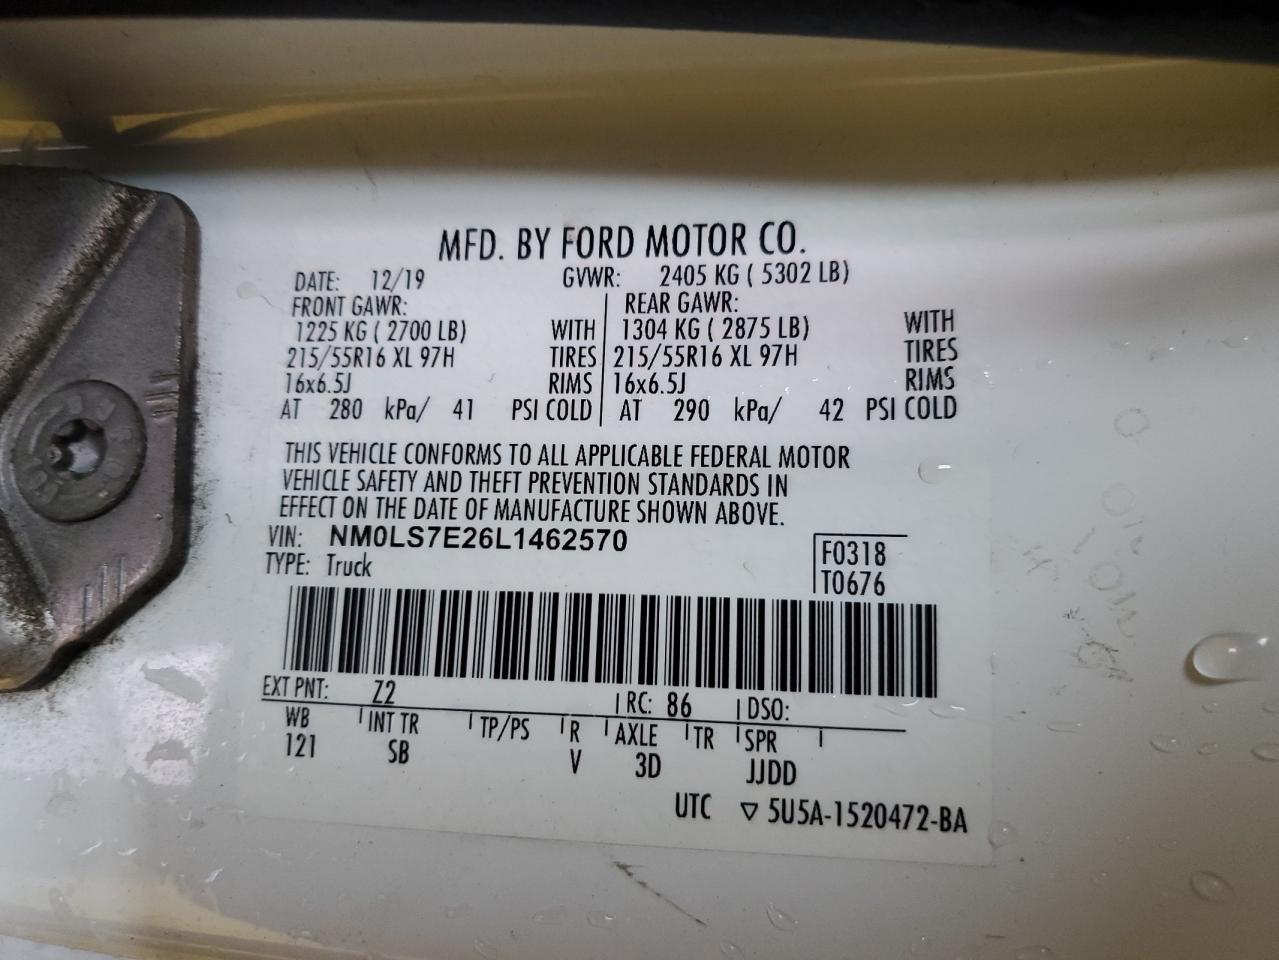 MFD. BY FORD MOTOR CO.
DATE: 12/19 GVWR: 2405 KG ( 5302 LB)
FRONT GAWR: REAR GAWR:
1225 KG ( 2700 LB) WITH 1304 KG ( 2875 LB) WITH
215/55R16 XL 97H TIRES 215/55R16 XL 97H TIRES
16x6.5J RIMS 16x6.5J RIMS
AT 280 kPa/ 41 PSI COLD AT 290 kPa/ 42 PSI COLD
THIS VEHICLE CONFORMS TO ALL APPLICABLE FEDERAL MOTOR
VEHICLE SAFETY AND THEFT PREVENTION STANDARDS IN
EFFECT ON THE DATE OF MANUFACTURE SHOWN ABOVE.
VIN: NM0LS7E26L1462570 F0318
TYPE: Truck T0676
EXT PNT: Z2 RC: 86 DSO:
WB INT TR TP/PS R AXLE TR SPR
121 SB V 3D JJDD
UTC ▽ 5U5A-1520472-BA